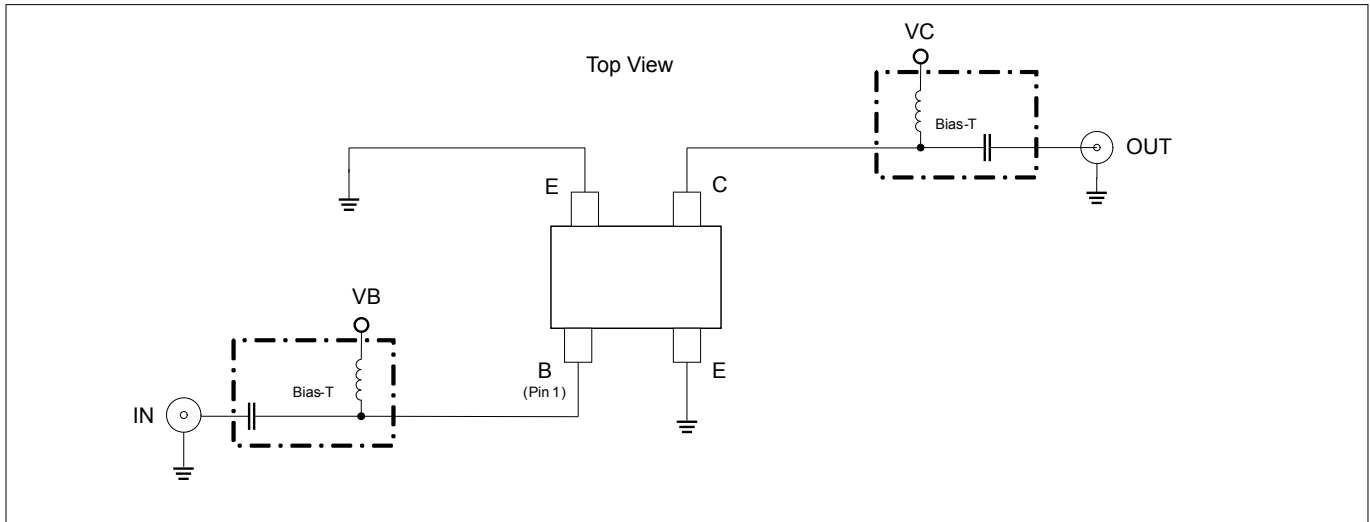 VC
Top View
Bias-T
OUT
E
C
VB
B
E
(Pin 1)
Bias-T
IN